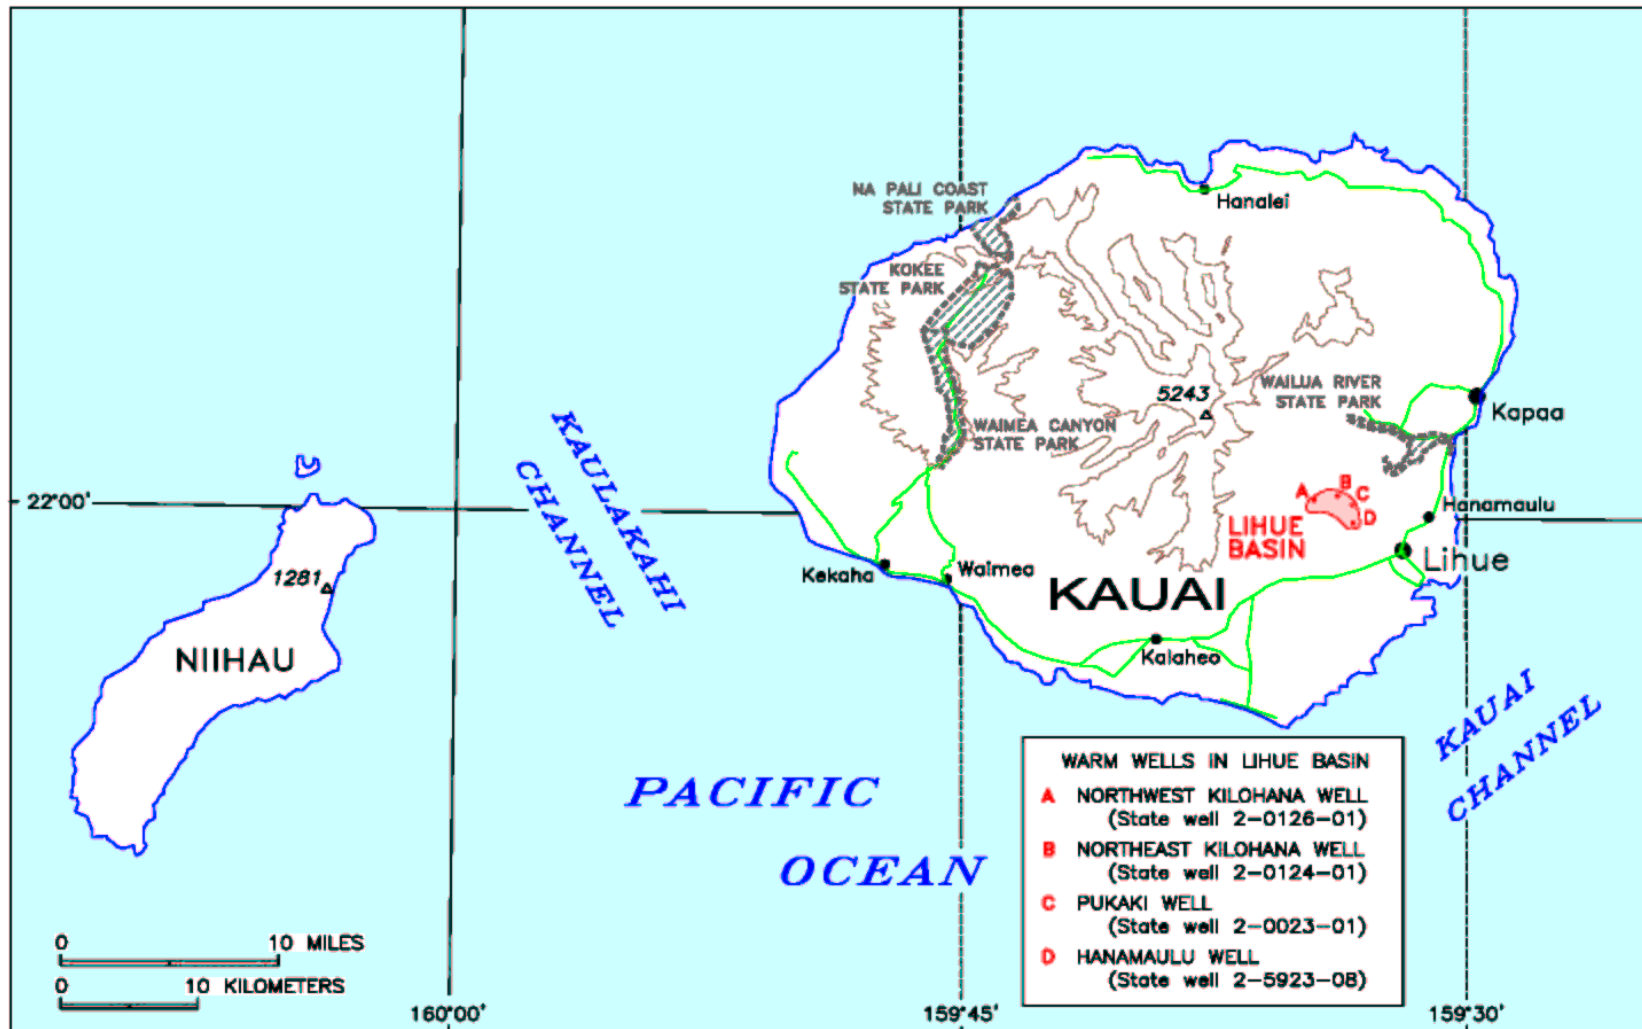 NA PALI COAST
STATE PARK
Hanalei
KOKEE
STATE PARK
5243
WAILUA RIVER
STATE PARK
Kapaa
WAIMEA CANYON
STATE PARK
KAULAKAHI
CHANNEL
22°00'
A
B
C
D
LIHUE
BASIN
Hanamaulu
Lihue
Kekaha
Waimea
KAUAI
Kalaheo
1281
NIIHAU
KAUAI
CHANNEL
PACIFIC
OCEAN
WARM WELLS IN LIHUE BASIN
A NORTHWEST KILOHANA WELL
(State well 2-0126-01)
B NORTHEAST KILOHANA WELL
(State well 2-0124-01)
C PUKAKI WELL
(State well 2-0023-01)
D HANAMAULU WELL
(State well 2-5923-08)
0 10 MILES
0 10 KILOMETERS
160°00' 159°45' 159°30'